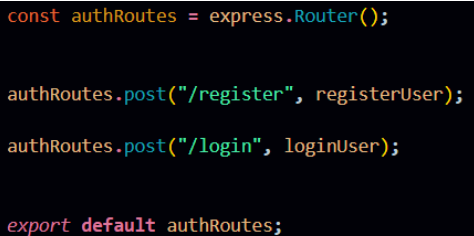 const authRoutes = express.Router();
authRoutes.post("/register", registerUser);
authRoutes.post("/login", loginUser);
export default authRoutes;